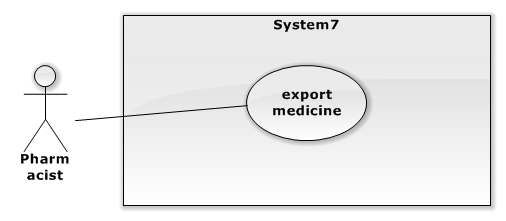 System7
export
medicine
Pharm
acist